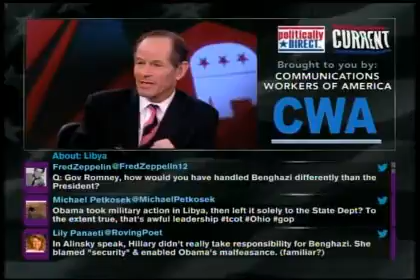 politically
DIRECT
CURRENT
Brought to you by:
COMMUNICATIONS
WORKERS OF AMERICA
CWA
About: Libya
FredZeppelin@FredZeppelin12
Q: Gov Romney, how would you have handled Benghazi differently than the
President?
Michael Petkosek@MichaelPetkosek
Obama took military action in Libya, then left it solely to the State Dept? To
the extent true, that's awful leadership #tcot #Ohio #gop
Lily Panaeti@RovingPoet
In Alinsky speak, Hillary didn't really take responsibility for Benghazi. She
blamed "security" & enabled Obama's malfeasance. (familiar?)